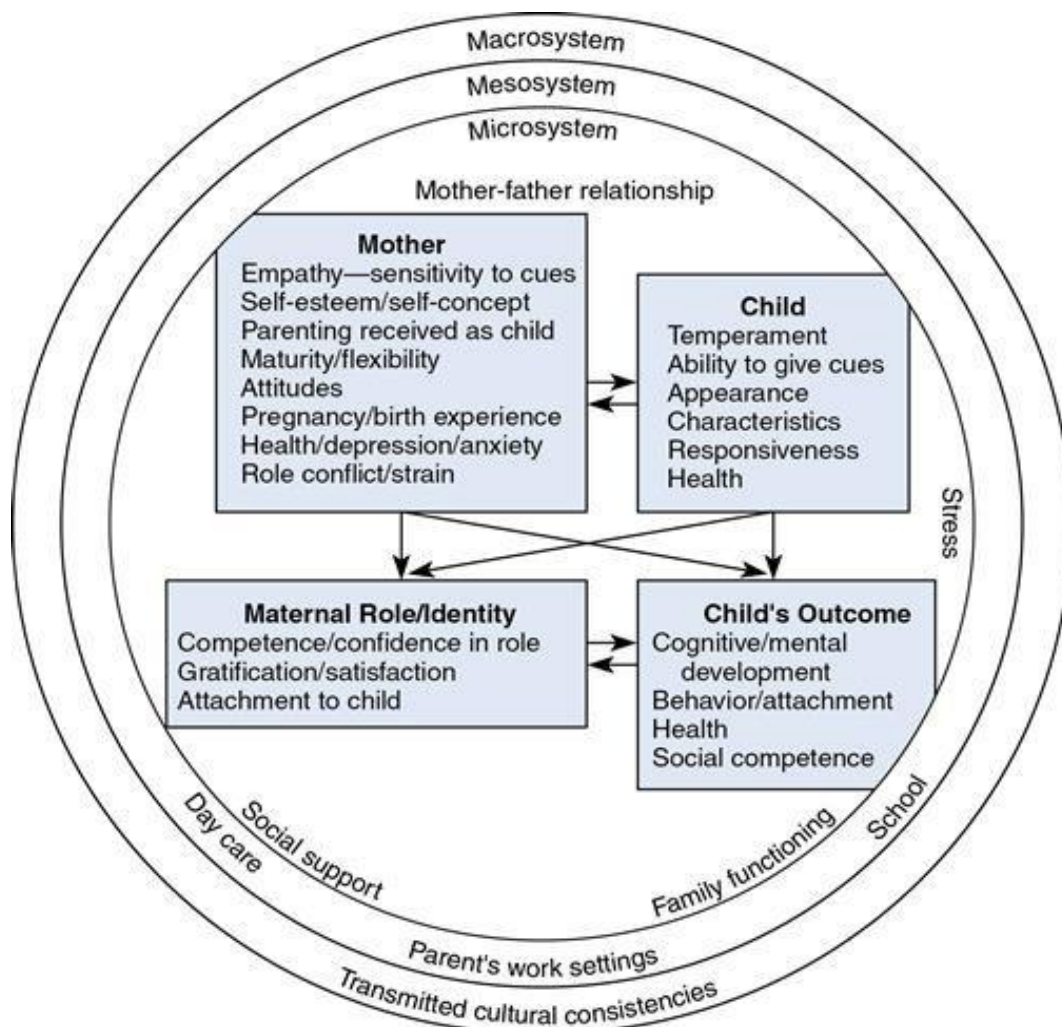 Macrosystem
Mesosystem
Microsystem
Mother-father relationship
Mother
Empathy—sensitivity to cues
Self-esteem/self-concept
Parenting received as child
Maturity/flexibility
Attitudes
Pregnancy/birth experience
Health/depression/anxiety
Role conflict/strain
Child
Temperament
Ability to give cues
Appearance
Characteristics
Responsiveness
Health
Stress
Maternal Role/Identity
Competence/confidence in role
Gratification/satisfaction
Attachment to child
Child's Outcome
Cognitive/mental
development
Behavior/attachment
Health
Social competence
Social support
Family functioning
Day care
School
Parent's work settings
Transmitted cultural consistencies